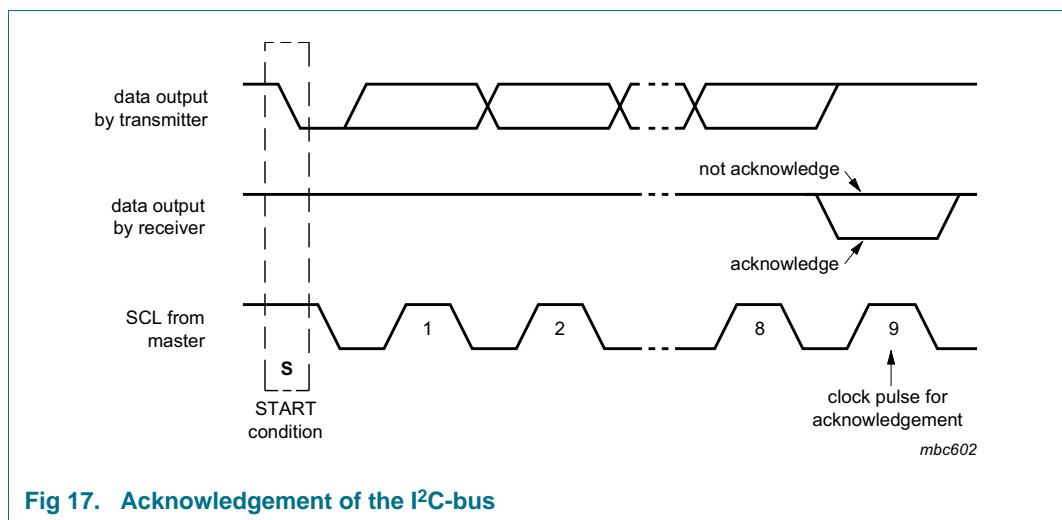 data output
by transmitter
not acknowledge
data output
by receiver
acknowledge
SCL from
master
1
2
8
9
S
START
condition
clock pulse for
acknowledgement
mbc602
Fig 17. Acknowledgement of the I²C-bus